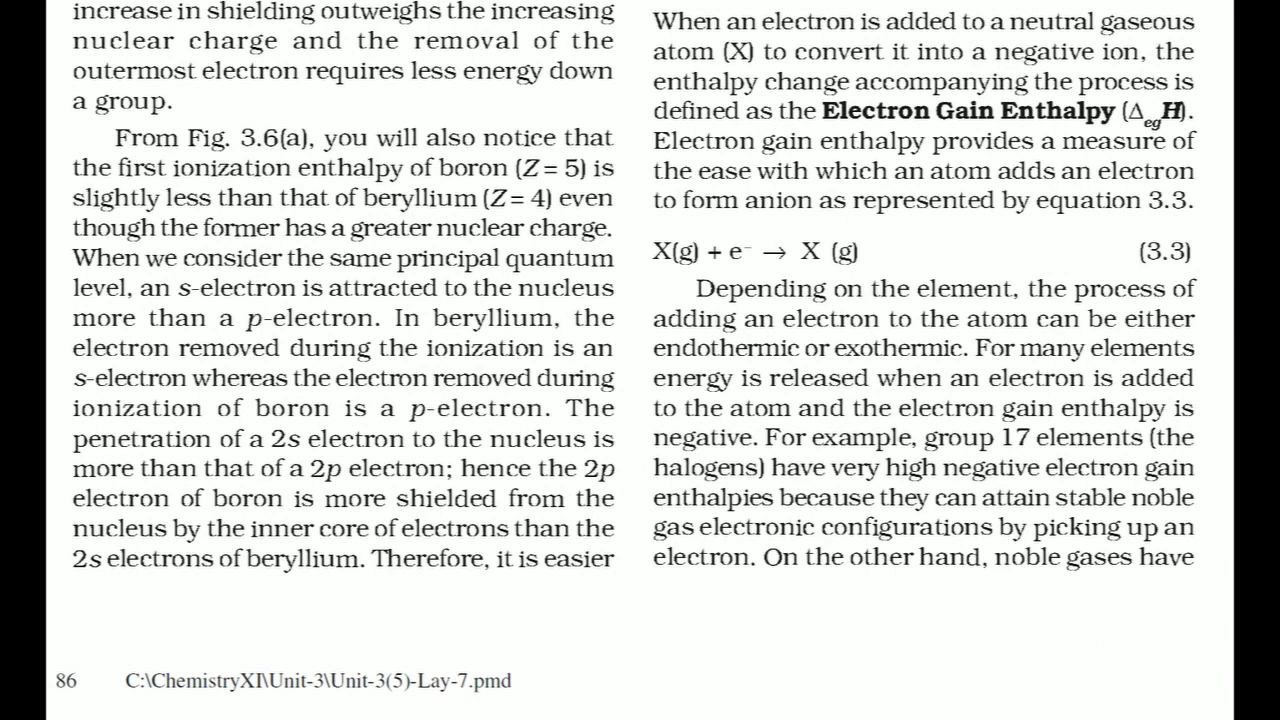 increase in shielding outweighs the increasing
nuclear charge and the removal of the
outermost electron requires less energy down
a group.
From Fig. 3.6(a), you will also notice that
the first ionization enthalpy of boron (Z = 5) is
slightly less than that of beryllium (Z = 4) even
though the former has a greater nuclear charge.
When we consider the same principal quantum
level, an s-electron is attracted to the nucleus
more than a p-electron. In beryllium, the
electron removed during the ionization is an
s-electron whereas the electron removed during
ionization of boron is a p-electron. The
penetration of a 2s electron to the nucleus is
more than that of a 2p electron; hence the 2p
electron of boron is more shielded from the
nucleus by the inner core of electrons than the
2s electrons of beryllium. Therefore, it is easier
When an electron is added to a neutral gaseous
atom (X) to convert it into a negative ion, the
enthalpy change accompanying the process is
defined as the Electron Gain Enthalpy (ΔegH).
Electron gain enthalpy provides a measure of
the ease with which an atom adds an electron
to form anion as represented by equation 3.3.
X(g) + e⁻ → X (g) (3.3)
Depending on the element, the process of
adding an electron to the atom can be either
endothermic or exothermic. For many elements
energy is released when an electron is added
to the atom and the electron gain enthalpy is
negative. For example, group 17 elements (the
halogens) have very high negative electron gain
enthalpies because they can attain stable noble
gas electronic configurations by picking up an
electron. On the other hand, noble gases have
86 C:\ChemistryXI\Unit-3\Unit-3(5)-Lay-7.pmd